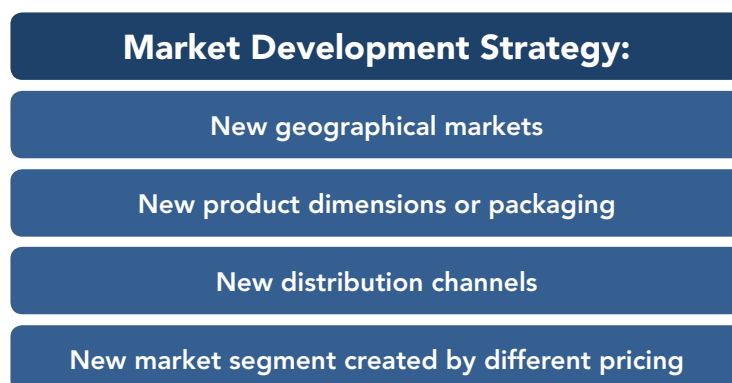 Market Development Strategy:
New geographical markets
New product dimensions or packaging
New distribution channels
New market segment created by different pricing